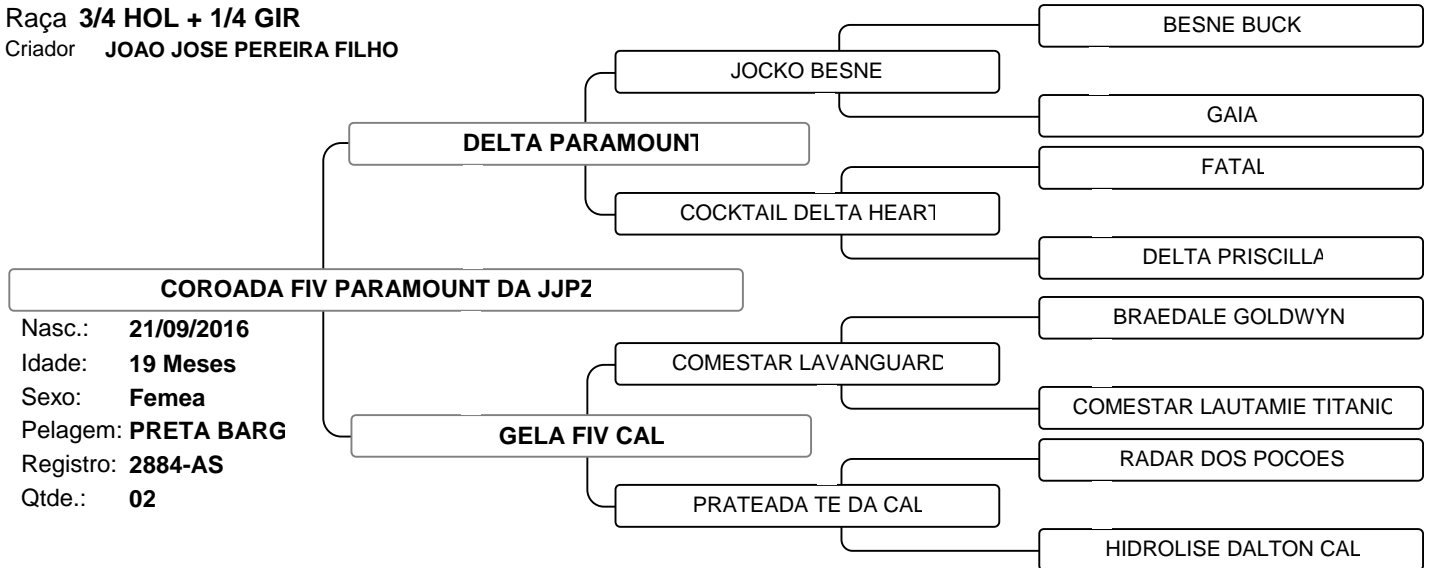 Raça 3/4 HOL + 1/4 GIR
Criador JOAO JOSE PEREIRA FILHO
BESNE BUCK
JOCKO BESNE
GAIA
DELTA PARAMOUNT
FATAL
COCKTAIL DELTA HEART
DELTA PRISCILLA
COROADA FIV PARAMOUNT DA JJPZ
Nasc.: 21/09/2016
Idade: 19 Meses
Sexo: Femea
Pelagem: PRETA BARG
Registro: 2884-AS
Qtde.: 02
BRAEDALE GOLDWYN
COMESTAR LAVANGUARD
COMESTAR LAUTAMIE TITANIC
GELA FIV CAL
RADAR DOS POCOES
PRATEADA TE DA CAL
HIDROLISE DALTON CAL